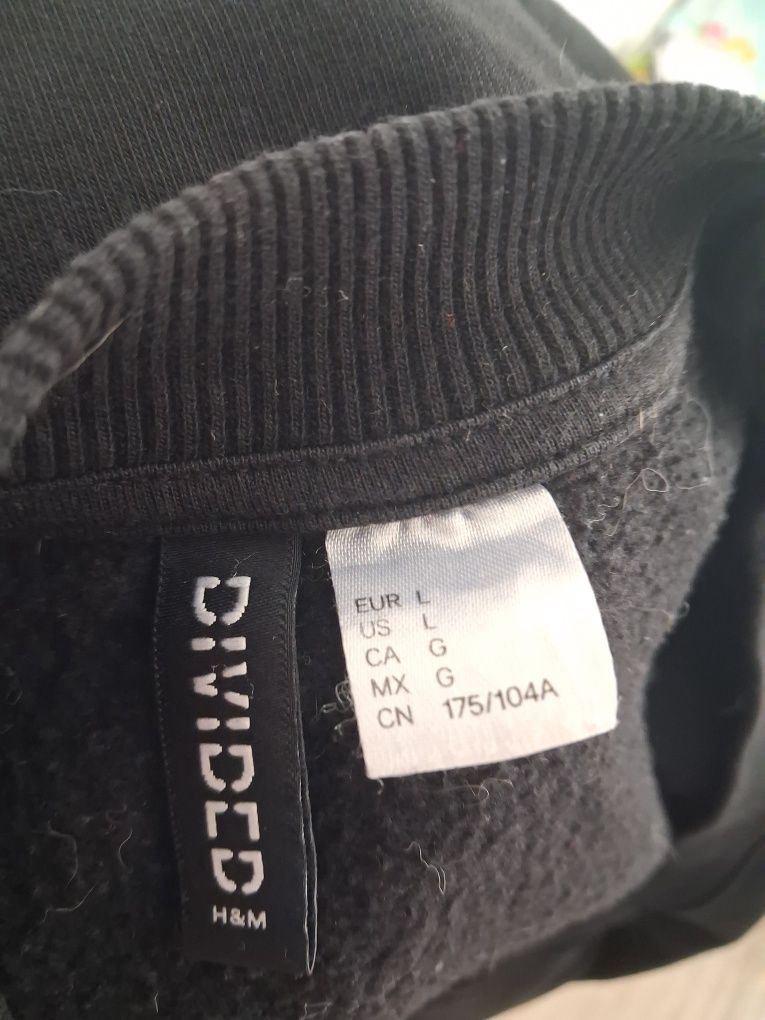 DIVIDED
H&M
EUR L
US L
CA G
MX G
CN 175/104A